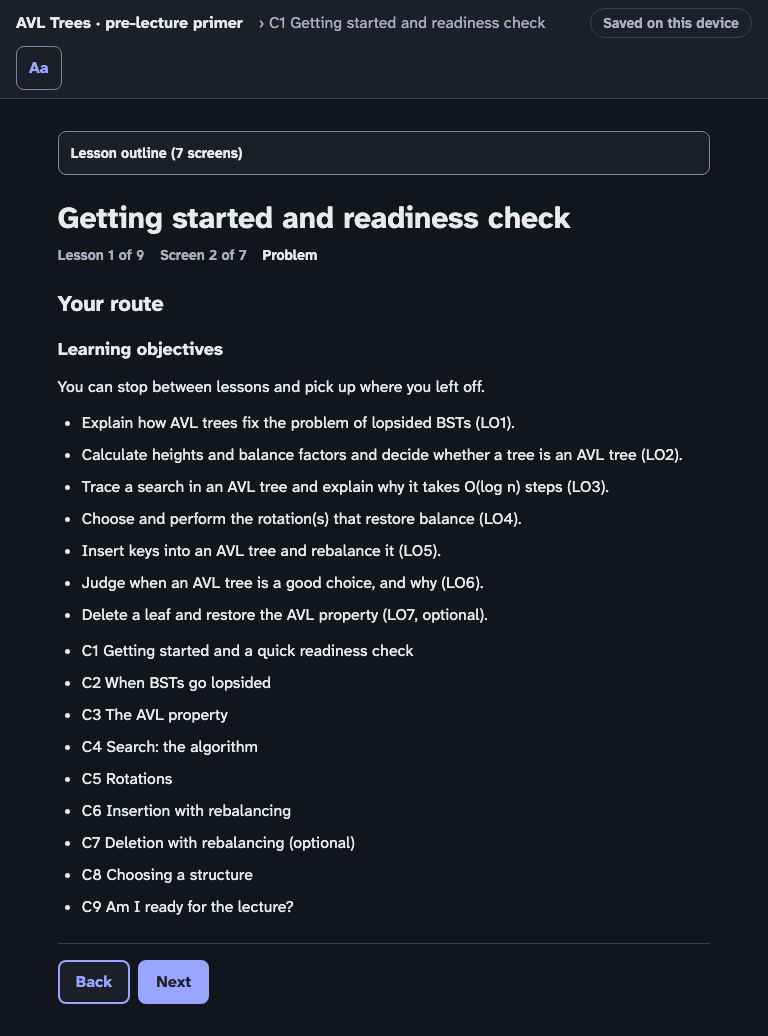 AVL Trees · pre-lecture primer › C1 Getting started and readiness check Saved on this device
Aa
Lesson outline (7 screens)
Getting started and readiness check
Lesson 1 of 9 Screen 2 of 7 Problem
Your route
Learning objectives
You can stop between lessons and pick up where you left off.
• Explain how AVL trees fix the problem of lopsided BSTs (LO1).
• Calculate heights and balance factors and decide whether a tree is an AVL tree (LO2).
• Trace a search in an AVL tree and explain why it takes O(log n) steps (LO3).
• Choose and perform the rotation(s) that restore balance (LO4).
• Insert keys into an AVL tree and rebalance it (LO5).
• Judge when an AVL tree is a good choice, and why (LO6).
• Delete a leaf and restore the AVL property (LO7, optional).
• C1 Getting started and a quick readiness check
• C2 When BSTs go lopsided
• C3 The AVL property
• C4 Search: the algorithm
• C5 Rotations
• C6 Insertion with rebalancing
• C7 Deletion with rebalancing (optional)
• C8 Choosing a structure
• C9 Am I ready for the lecture?
Back Next